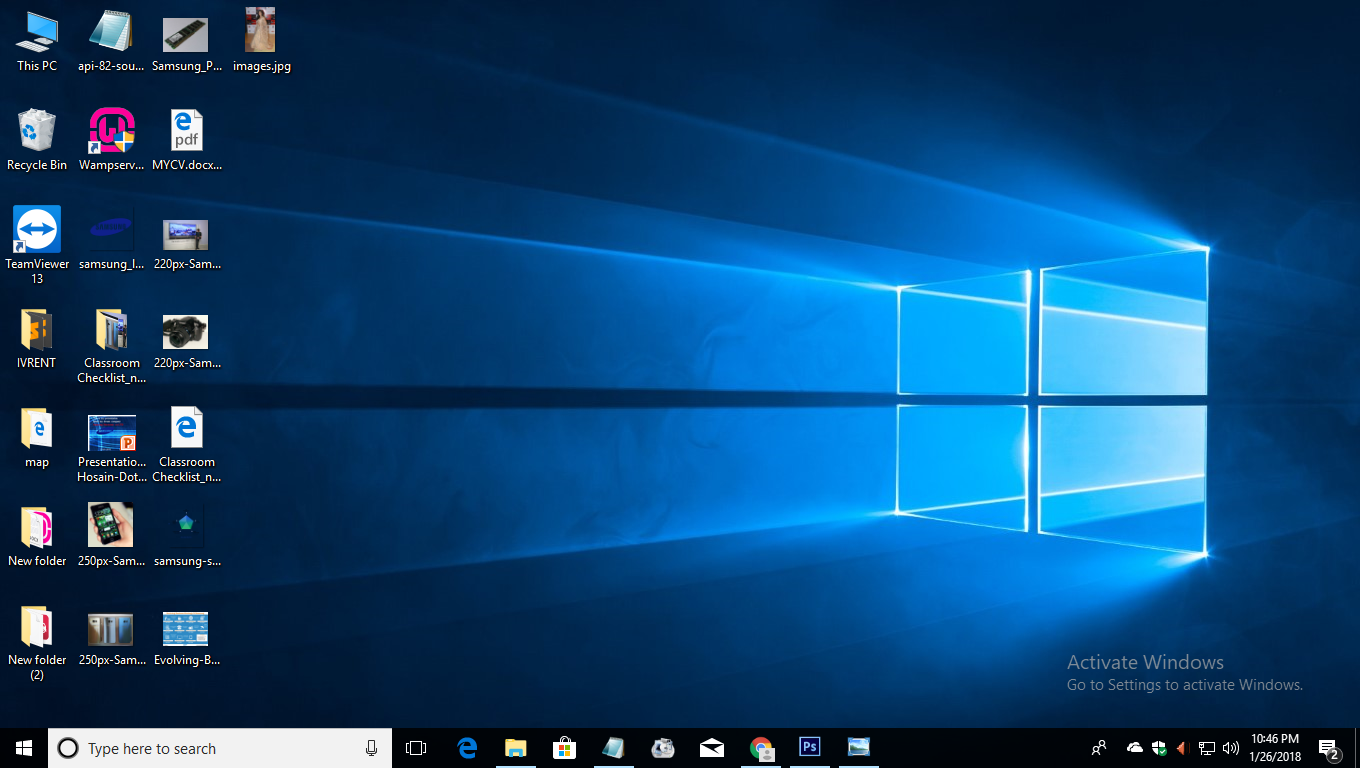 This PC
api-82-sou...
Samsung_P...
images.jpg
Recycle Bin
Wampserv...
pdf
MYCV.docx...
TeamViewer
13
SAMSUNG
samsung_l...
220px-Sam...
IVRENT
Classroom
Checklist_n...
220px-Sam...
map
Presentatio...
Hosain-Dot...
Classroom
Checklist_n...
New folder
250px-Sam...
samsung-s...
New folder
(2)
250px-Sam...
Evolving-B...
Activate Windows
Go to Settings to activate Windows.
Type here to search
Ps
10:46 PM
1/26/2018
2